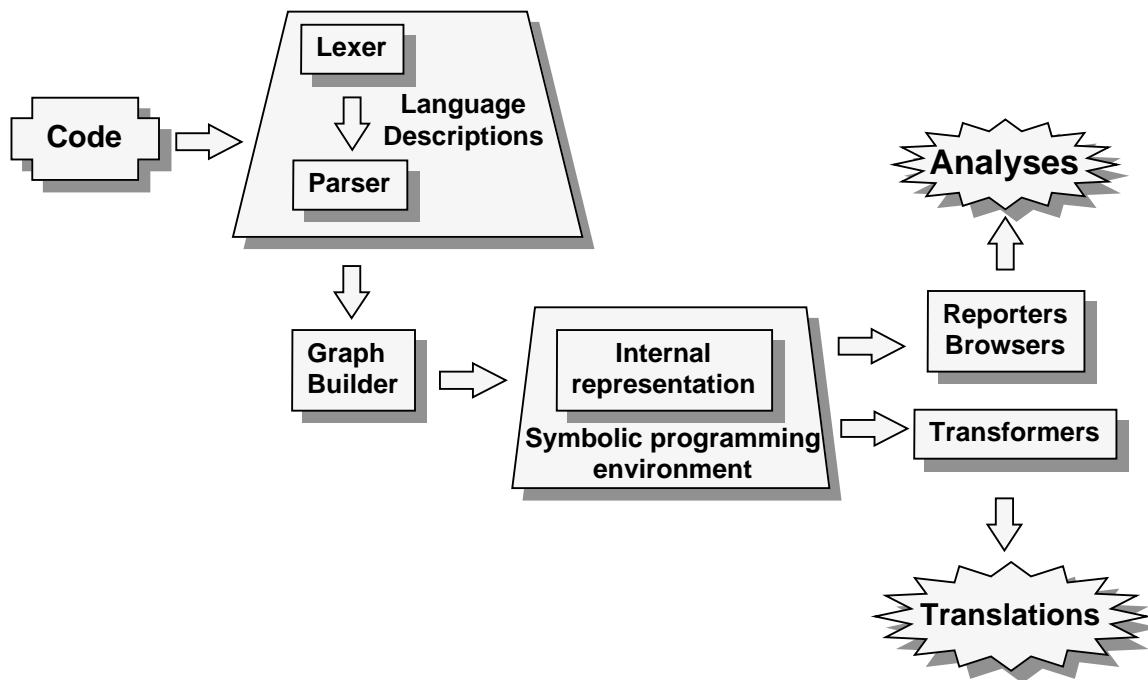 Lexer
Language
Descriptions
Code
Parser
Analyses
Graph
Builder
Internal
representation
Symbolic programming
environment
Reporters
Browsers
Transformers
Translations